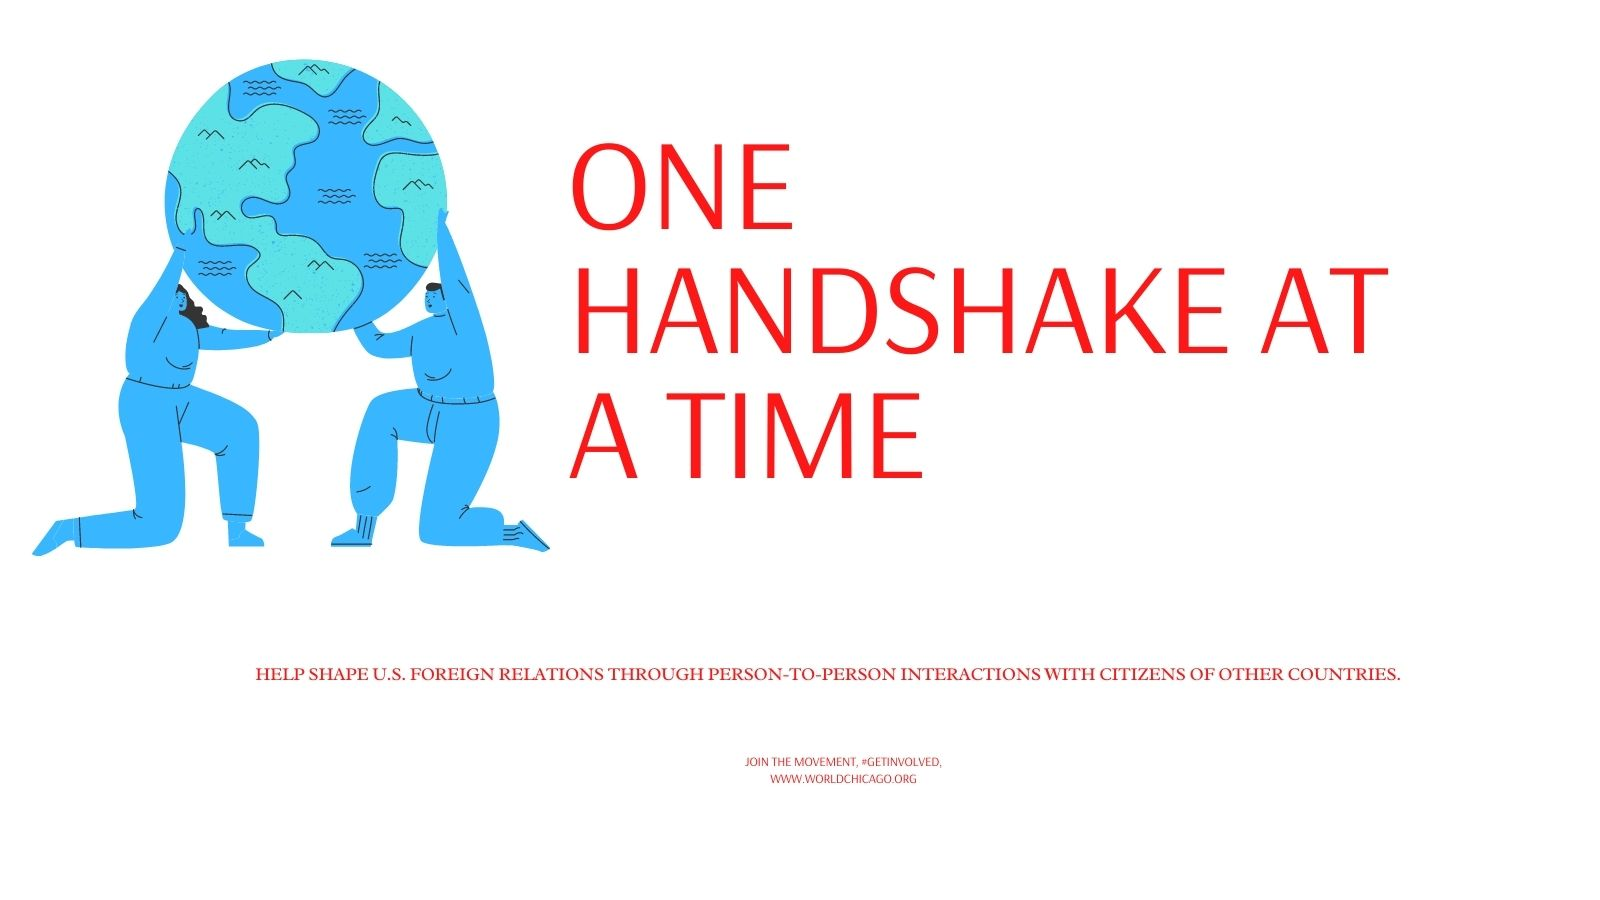 ONE
HANDSHAKE AT
A TIME
HELP SHAPE U.S. FOREIGN RELATIONS THROUGH PERSON-TO-PERSON INTERACTIONS WITH CITIZENS OF OTHER COUNTRIES.
JOIN THE MOVEMENT, #GETINVOLVED,
WWW.WORLDCHICAGO.ORG